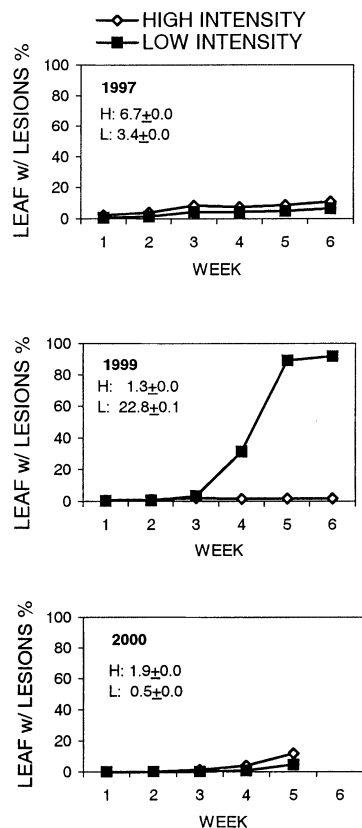 HIGH INTENSITY
LOW INTENSITY
LEAF w/ LESIONS %
100
80
60
40
20
0
1997
H: 6.7±0.0
L: 3.4±0.0
1 2 3 4 5 6
WEEK
LEAF w/ LESIONS %
100
80
60
40
20
0
1999
H: 1.3±0.0
L: 22.8±0.1
1 2 3 4 5 6
WEEK
LEAF w/ LESIONS %
100
80
60
40
20
0
2000
H: 1.9±0.0
L: 0.5±0.0
1 2 3 4 5 6
WEEK